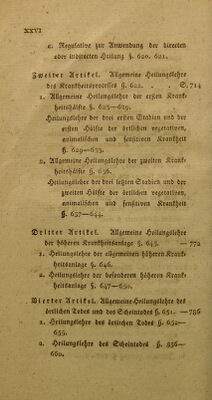 XXVI
c. Regulative zur Anwendung der directen
oder indirecten Heilung §. 620. 621.
Zweiter Artikel. Allgemeine Heilungslehre
des Krankheitsprocesses §. 622. . S. 714
1. Allgemeine Heilungslehre der ersten Krank-
heitshälfte §. 623—629.
Heilungslehre der drei ersten Stadien und der
ersten Hälfte der örtlichen vegetativen,
animalischen und sensitiven Krankheit
§. 629—635.
2. Allgemeine Heilungslehre der zweiten Krank-
heitshälfte §. 636.
Heilungslehre der drei letzten Stadien und der
zweiten Hälfte der örtlichen vegetativen,
animalischen und sensitiven Krankheit
§. 637—644.
Dritter Artikel. Allgemeine Heilungslehre
der höheren Krankheitsanlage §. 645. — 772
1. Heilungslehre der allgemeinen höheren Krank-
heitsanlage §. 646.
2. Heilungslehre der besonderen höheren Krank-
heitsanlage §. 647—650.
Vierter Artikel. Allgemeine Heilungslehre des
örtlichen Todes und des Scheintodes §. 651. — 786
1. Heilungslehre des örtlichen Todes §. 652—
655.
2. Heilungslehre des Scheintodes §. 656—
660.